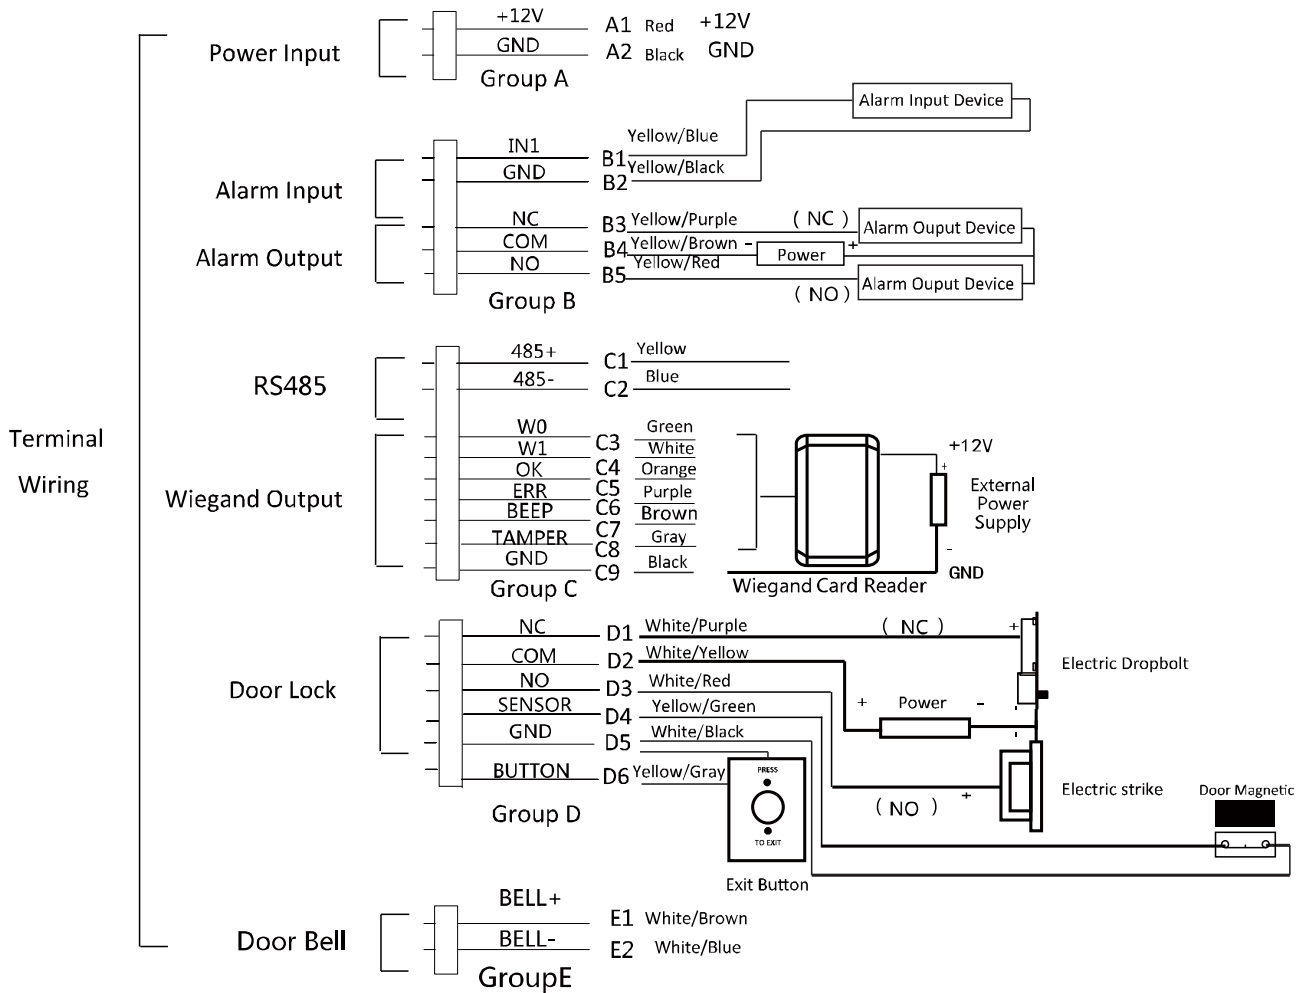 Terminal
Wiring
Power Input
+12V
GND
Group A
A1 Red +12V
A2 Black GND
Alarm Input
IN1
GND
B1 Yellow/Blue
B2 Yellow/Black
Alarm Input Device
Alarm Output
NC
COM
NO
Group B
B3 Yellow/Purple ( NC )
B4 Yellow/Brown - Power +
B5 Yellow/Red ( NO )
Alarm Ouput Device
Alarm Ouput Device
RS485
485+
485-
C1 Yellow
C2 Blue
Wiegand Output
W0
W1
OK
ERR
BEEP
TAMPER
GND
Group C
C3 Green
C4 White
C5 Orange
C6 Purple
C7 Brown
C8 Gray
C9 Black
Wiegand Card Reader
+12V
+
External
Power
Supply
-
GND
Door Lock
NC
COM
NO
SENSOR
GND
BUTTON
Group D
D1 White/Purple ( NC ) +
D2 White/Yellow
D3 White/Red
D4 Yellow/Green
D5 White/Black
D6 Yellow/Gray
+ Power -
-
-
Electric Dropbolt
Electric strike
( NO ) +
Door Magnetic
PRESS
TO EXIT
Exit Button
Door Bell
BELL+
BELL-
GroupE
E1 White/Brown
E2 White/Blue